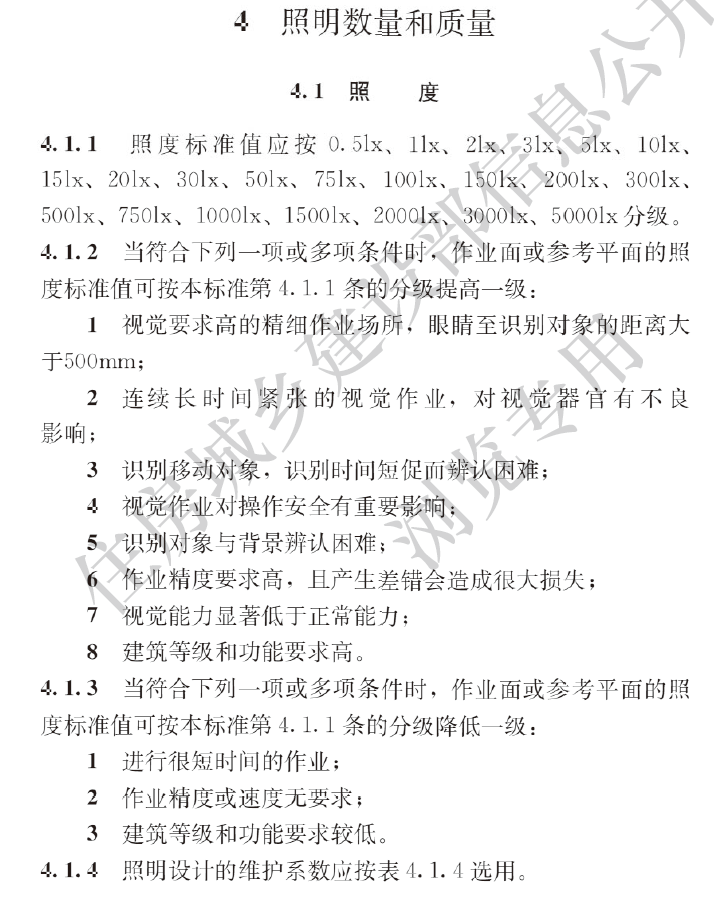 4 照明数量和质量
4.1 照 度
4.1.1 照度标准值应按 0.5lx、1lx、2lx、3lx、5lx、10lx、
15lx、20lx、30lx、50lx、75lx、100lx、150lx、200lx、300lx、
500lx、750lx、1000lx、1500lx、2000lx、3000lx、5000lx 分级。
4.1.2 当符合下列一项或多项条件时，作业面或参考平面的照
度标准值可按本标准第 4.1.1 条的分级提高一级：
1 视觉要求高的精细作业场所，眼睛至识别对象的距离大
于500mm；
2 连续长时间紧张的视觉作业，对视觉器官有不良
影响；
3 识别移动对象，识别时间短促而辨认困难；
4 视觉作业对操作安全有重要影响；
5 识别对象与背景辨认困难；
6 作业精度要求高，且产生差错会造成很大损失；
7 视觉能力显著低于正常能力；
8 建筑等级和功能要求高。
4.1.3 当符合下列一项或多项条件时，作业面或参考平面的照
度标准值可按本标准第 4.1.1 条的分级降低一级：
1 进行很短时间的作业；
2 作业精度或速度无要求；
3 建筑等级和功能要求较低。
4.1.4 照明设计的维护系数应按表 4.1.4 选用。
住房城乡建设部信息公开
浏览专用